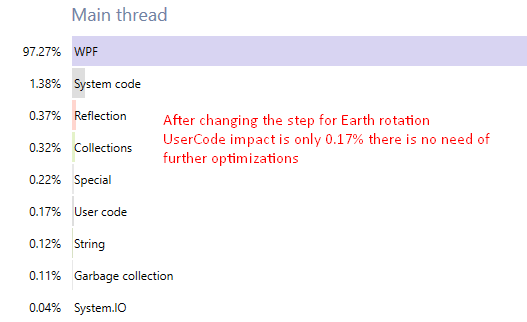 Main thread
97.27% WPF
1.38% System code
0.37% Reflection
0.32% Collections
0.22% Special
0.17% User code
0.12% String
0.11% Garbage collection
0.04% System.IO
After changing the step for Earth rotation
UserCode impact is only 0.17% there is no need of
further optimizations